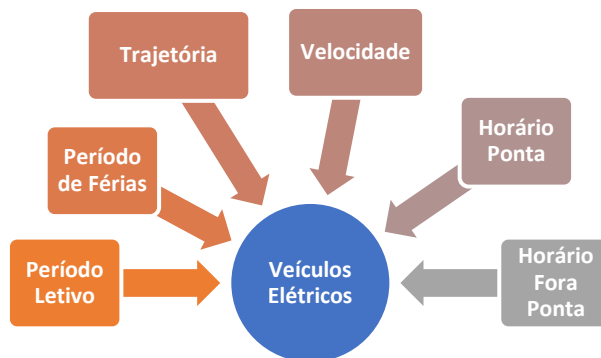 Trajetória
Velocidade
Período
de Férias
Horário
Ponta
Período
Letivo
Veículos
Elétricos
Horário
Fora
Ponta